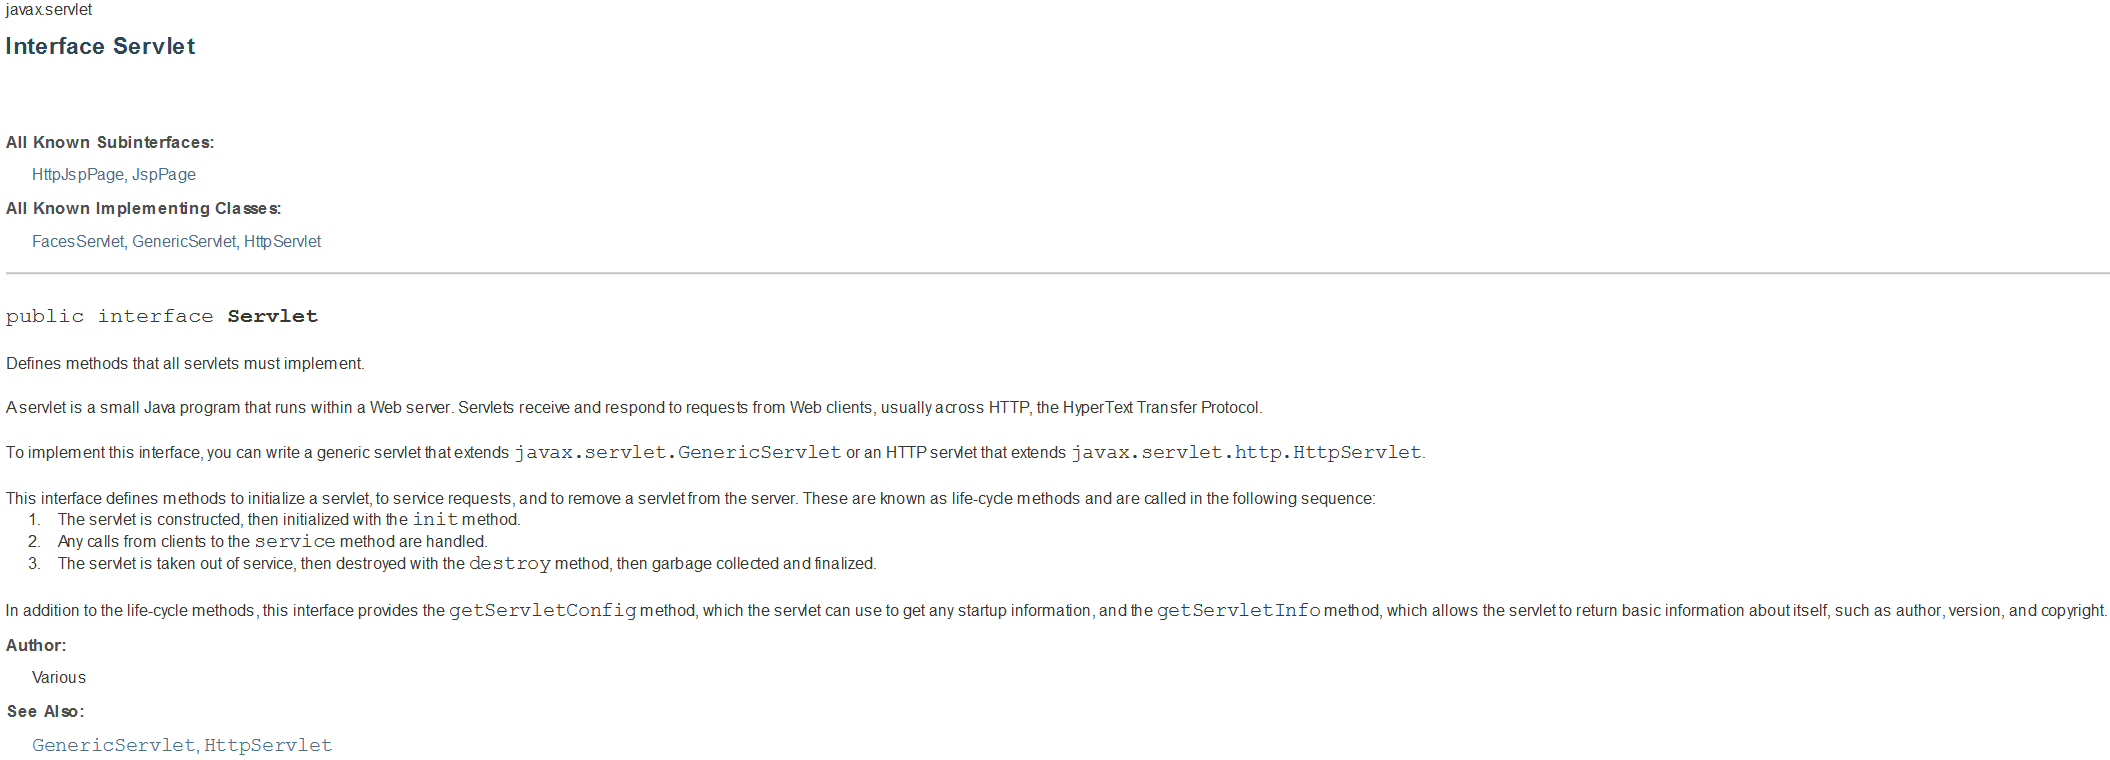 javax.servlet
Interface Servlet
All Known Subinterfaces:
HttpJspPage, JspPage
All Known Implementing Classes:
FacesServlet, GenericServlet, HttpServlet
public interface Servlet
Defines methods that all servlets must implement.
A servlet is a small Java program that runs within a Web server. Servlets receive and respond to requests from Web clients, usually across HTTP, the HyperText Transfer Protocol.
To implement this interface, you can write a generic servlet that extends javax.servlet.GenericServlet or an HTTP servlet that extends javax.servlet.http.HttpServlet.
This interface defines methods to initialize a servlet, to service requests, and to remove a servlet from the server. These are known as life-cycle methods and are called in the following sequence:
1. The servlet is constructed, then initialized with the init method.
2. Any calls from clients to the service method are handled.
3. The servlet is taken out of service, then destroyed with the destroy method, then garbage collected and finalized.
In addition to the life-cycle methods, this interface provides the getServletConfig method, which the servlet can use to get any startup information, and the getServletInfo method, which allows the servlet to return basic information about itself, such as author, version, and copyright.
Author:
Various
See Also:
GenericServlet, HttpServlet